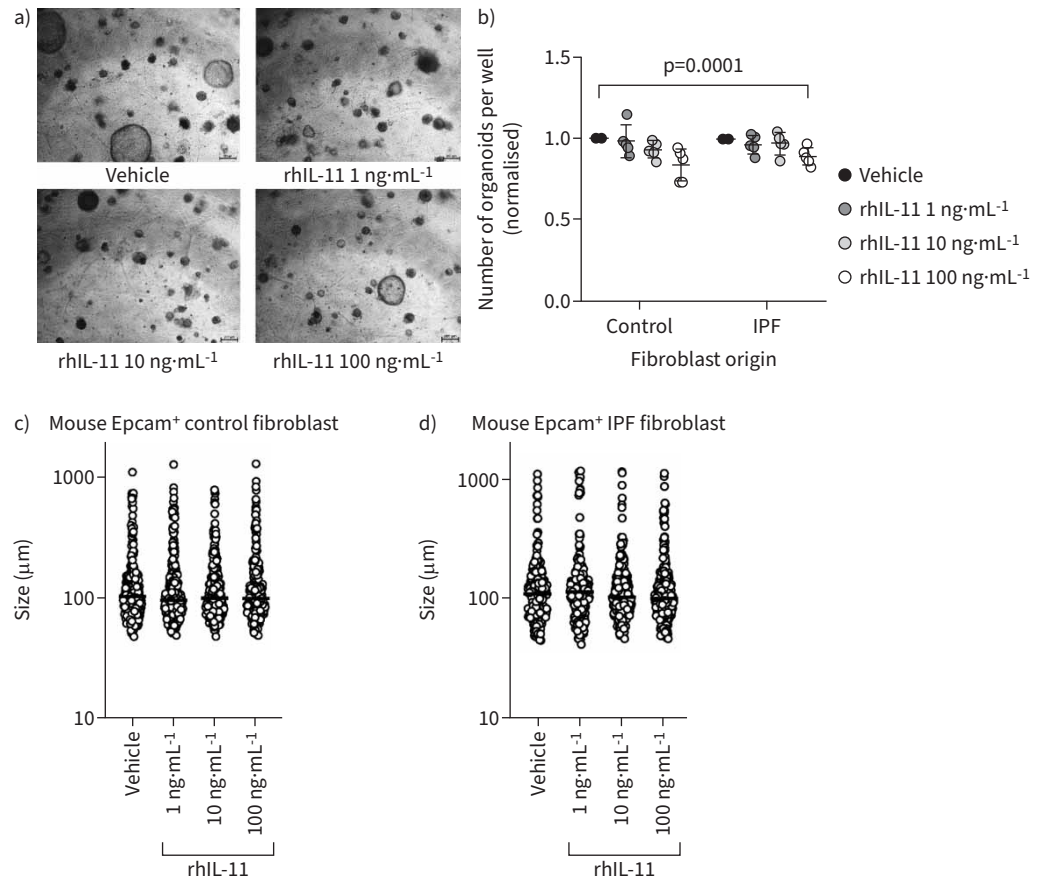 a)
Vehicle
rhIL-11 1 ng·mL-1
rhIL-11 10 ng·mL-1
rhIL-11 100 ng·mL-1
b)
Number of organoids per well
(normalised)
1.5
1.0
0.5
0.0
p=0.0001
Control
IPF
Fibroblast origin
Vehicle
rhIL-11 1 ng·mL-1
rhIL-11 10 ng·mL-1
rhIL-11 100 ng·mL-1
c) Mouse Epcam+ control fibroblast
Size (μm)
1000
100
10
Vehicle
1 ng·mL-1
10 ng·mL-1
100 ng·mL-1
rhIL-11
d) Mouse Epcam+ IPF fibroblast
Size (μm)
1000
100
10
Vehicle
1 ng·mL-1
10 ng·mL-1
100 ng·mL-1
rhIL-11